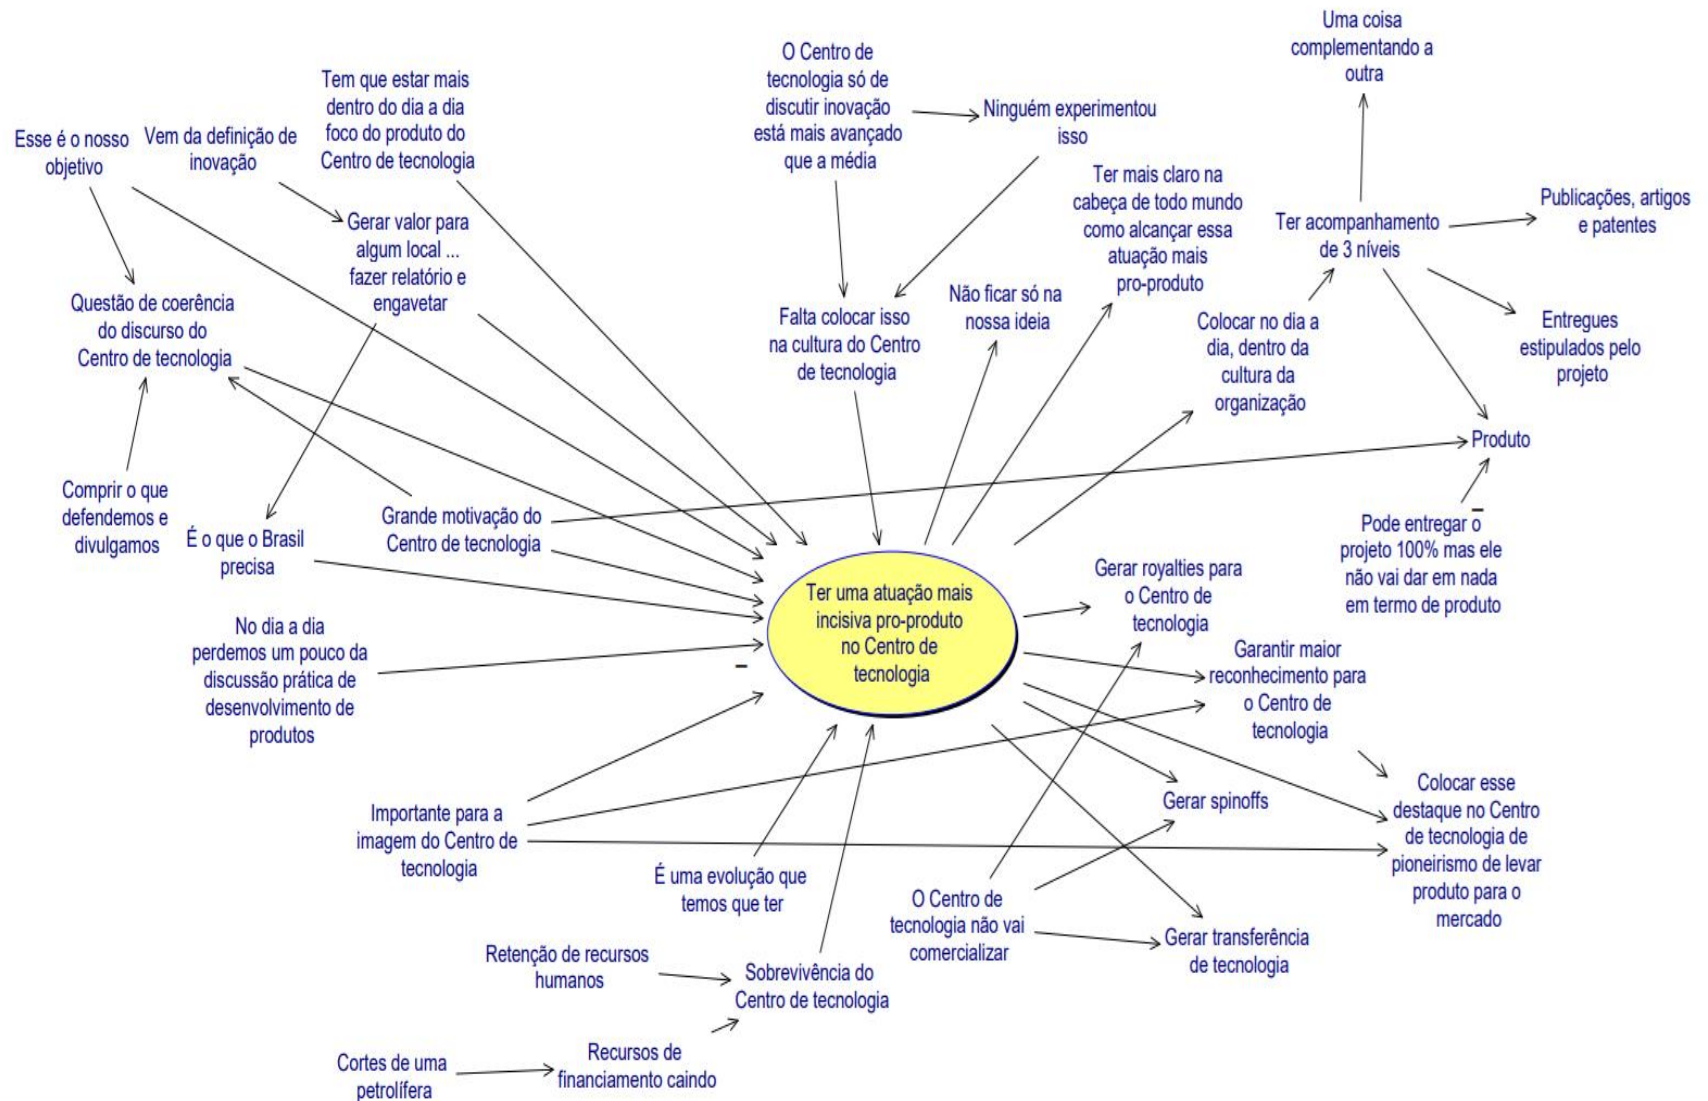 Uma coisa
complementando a
outra
O Centro de
tecnologia só de
discutir inovação
está mais avançado
que a média
Tem que estar mais
dentro do dia a dia
foco do produto do
Centro de tecnologia
Ninguém experimentou
isso
Esse é o nosso
objetivo
Vem da definição de
inovação
Ter mais claro na
cabeça de todo mundo
como alcançar essa
atuação mais
pro-produto
Publicações, artigos
e patentes
Ter acompanhamento
de 3 níveis
Gerar valor para
algum local ...
fazer relatório e
engavetar
Não ficar só na
nossa ideia
Questão de coerência
do discurso do
Centro de tecnologia
Falta colocar isso
na cultura do Centro
de tecnologia
Colocar no dia a
dia, dentro da
cultura da
organização
Entregues
estipulados pelo
projeto
Produto
Comprir o que
defendemos e
divulgamos
É o que o Brasil
precisa
Grande motivação do
Centro de tecnologia
–
Pode entregar o
projeto 100% mas ele
não vai dar em nada
em termo de produto
Ter uma atuação mais
incisiva pro-produto
no Centro de
tecnologia
Gerar royalties para
o Centro de
tecnologia
No dia a dia
perdemos um pouco da
discussão prática de
desenvolvimento de
produtos
–
Garantir maior
reconhecimento para
o Centro de
tecnologia
Importante para a
imagem do Centro de
tecnologia
Gerar spinoffs
Colocar esse
destaque no Centro
de tecnologia de
pioneirismo de levar
produto para o
mercado
É uma evolução que
temos que ter
O Centro de
tecnologia não vai
comercializar
Gerar transferência
de tecnologia
Retenção de recursos
humanos
Sobrevivência do
Centro de tecnologia
Cortes de uma
petrolífera
Recursos de
financiamento caindo